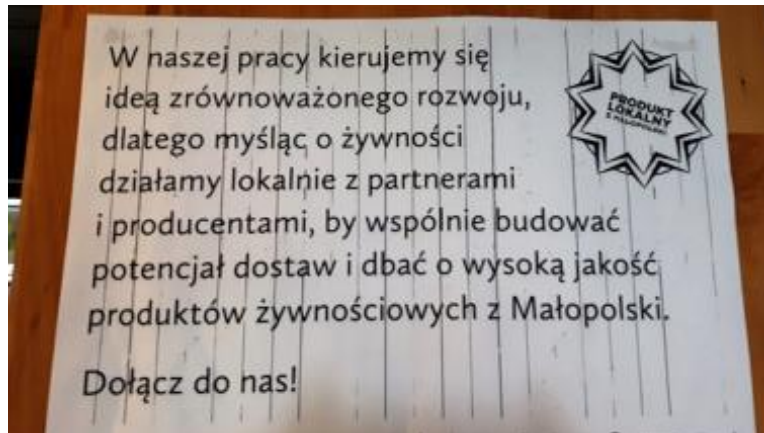 W naszej pracy kierujemy się
ideą zrównoważonego rozwoju,
dlatego myśląc o żywności
działamy lokalnie z partnerami
i producentami, by wspólnie budować
potencjał dostaw i dbać o wysoką jakość
produktów żywnościowych z Małopolski.
Dołącz do nas!
PRODUKT
LOKALNY
Z MAŁOPOLSKI